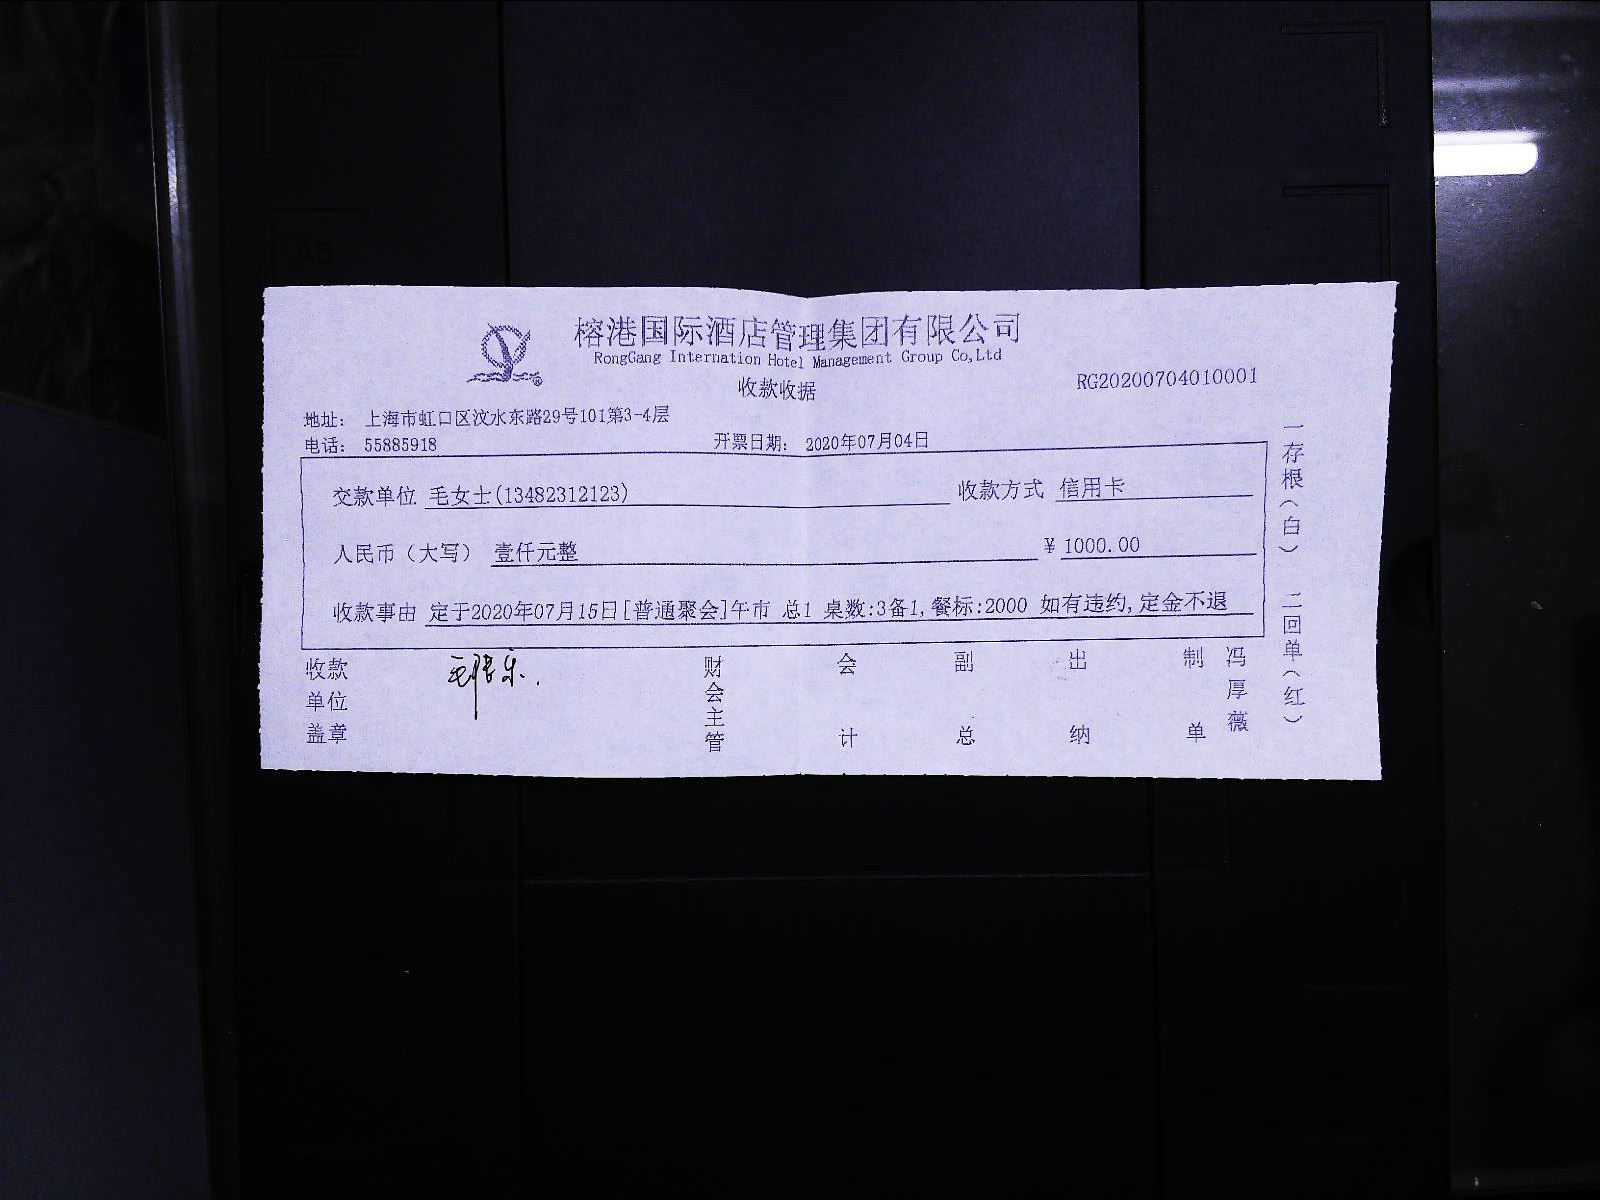 榕港国际酒店管理集团有限公司
RongGang Internation Hotel Management Group Co,Ltd
收款收据
RG20200704010001
地址： 上海市虹口区汶水东路29号101第3-4层
电话： 55885918
开票日期： 2020年07月04日
交款单位 毛女士(13482312123) 收款方式 信用卡
人民币（大写） 壹仟元整 ¥ 1000.00
收款事由 定于2020年07月15日[普通聚会]午市 总1 桌数:3备1,餐标:2000 如有违约,定金不退
收款单位盖章
财会主管
会计
副总
出纳
制单
冯厚薇
一存根（白） 二回单（红）